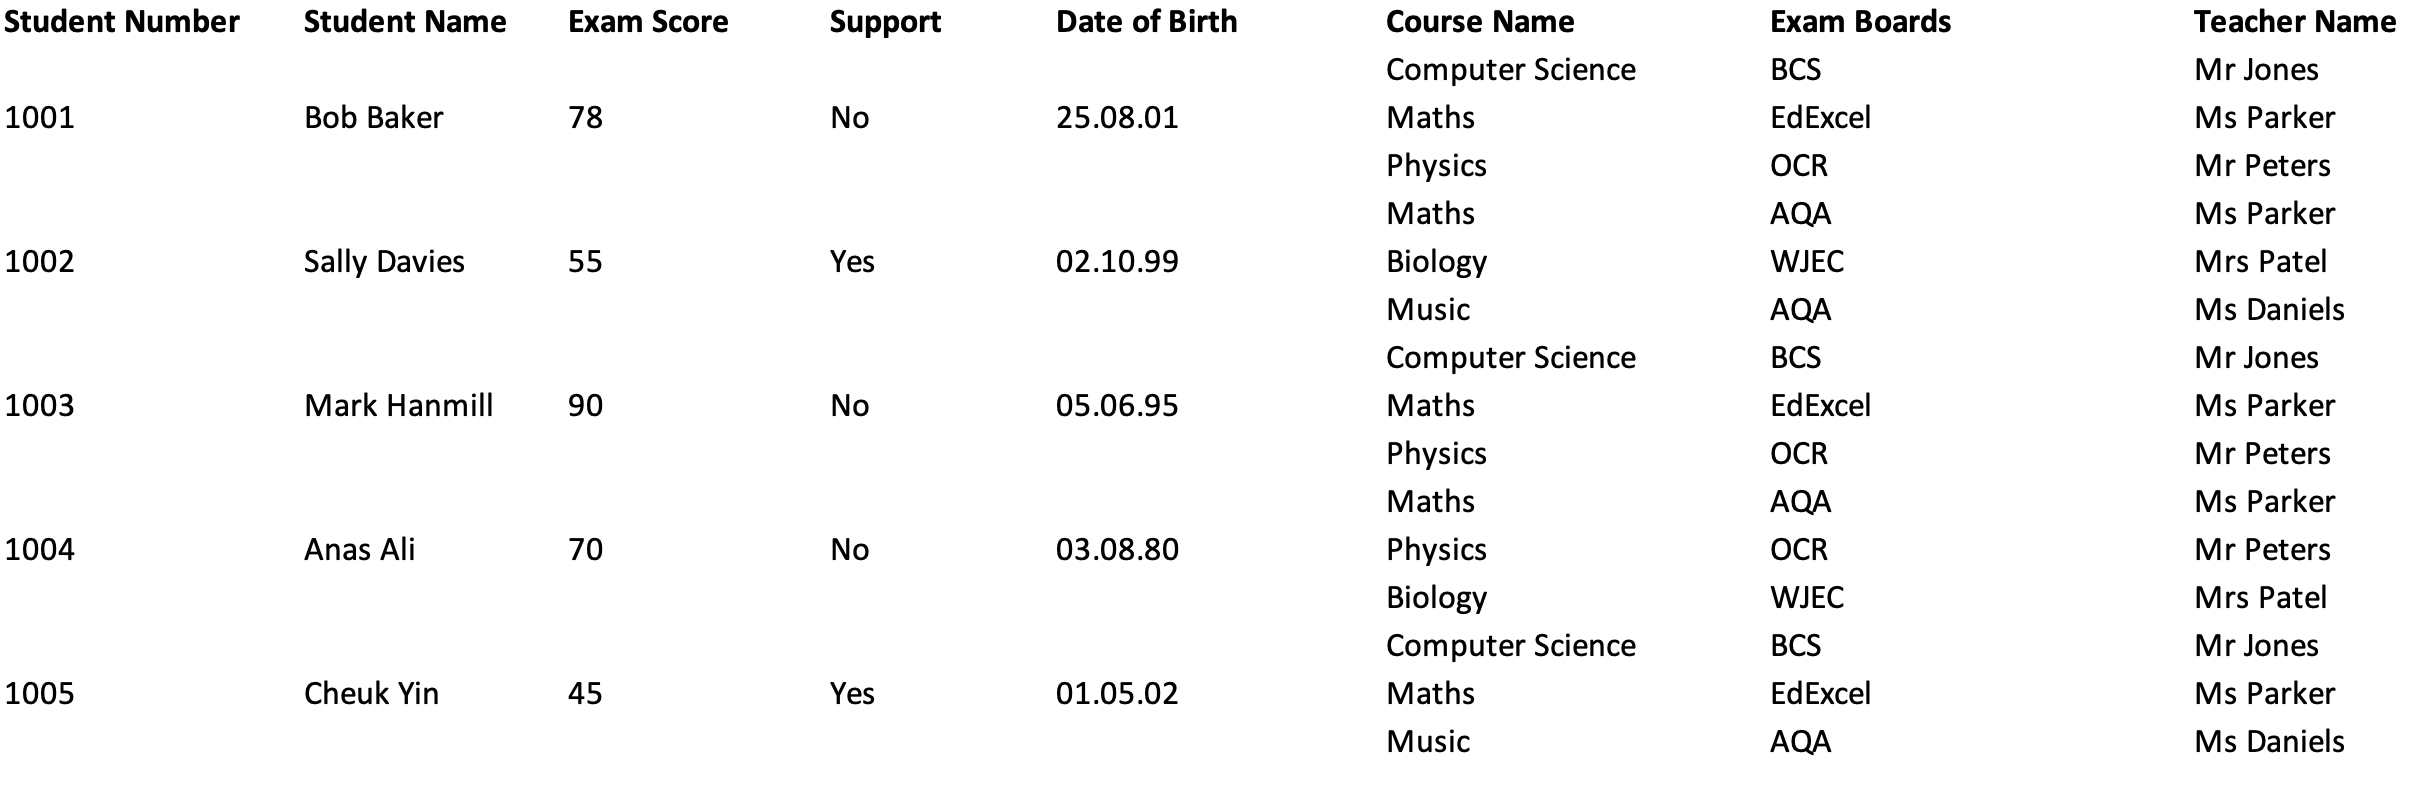 Student Number Student Name Exam Score Support Date of Birth Course Name Exam Boards Teacher Name
Computer Science BCS Mr Jones
1001 Bob Baker 78 No 25.08.01 Maths EdExcel Ms Parker
Physics OCR Mr Peters
Maths AQA Ms Parker
1002 Sally Davies 55 Yes 02.10.99 Biology WJEC Mrs Patel
Music AQA Ms Daniels
Computer Science BCS Mr Jones
1003 Mark Hanmill 90 No 05.06.95 Maths EdExcel Ms Parker
Physics OCR Mr Peters
Maths AQA Ms Parker
1004 Anas Ali 70 No 03.08.80 Physics OCR Mr Peters
Biology WJEC Mrs Patel
Computer Science BCS Mr Jones
1005 Cheuk Yin 45 Yes 01.05.02 Maths EdExcel Ms Parker
Music AQA Ms Daniels